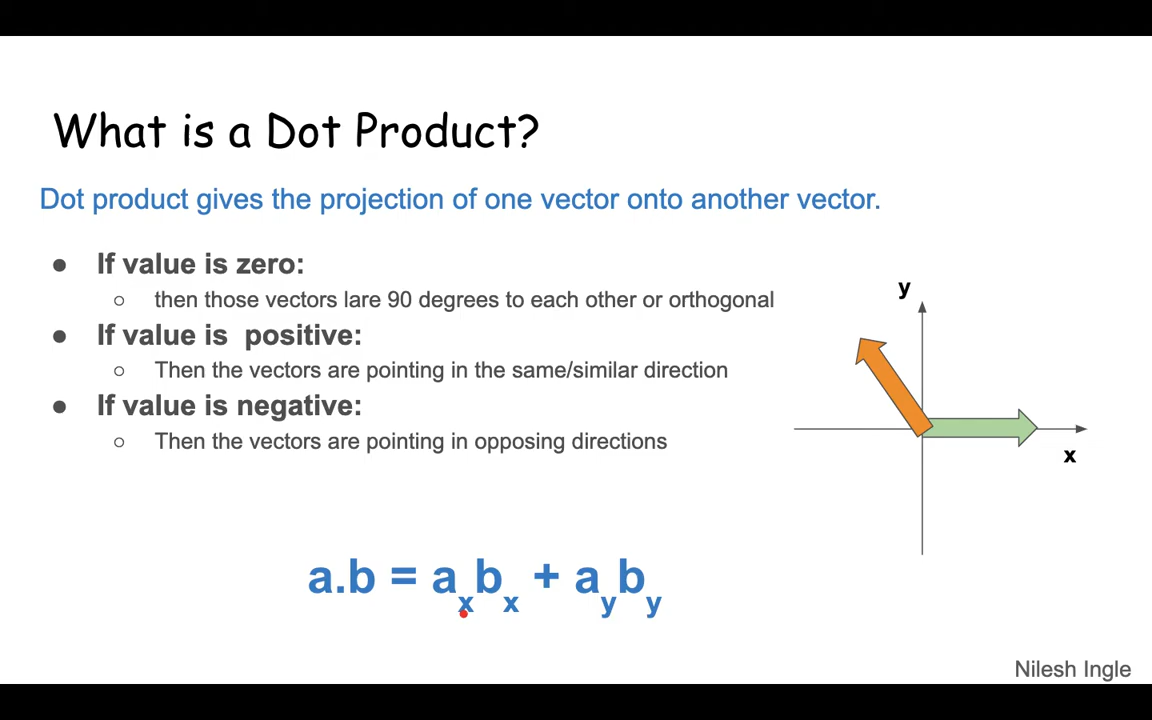 What is a Dot Product?
Dot product gives the projection of one vector onto another vector.
● If value is zero:
○ then those vectors lare 90 degrees to each other or orthogonal
● If value is  positive:
○ Then the vectors are pointing in the same/similar direction
● If value is negative:
○ Then the vectors are pointing in opposing directions
y
x
a.b = axbx + ayby
Nilesh Ingle